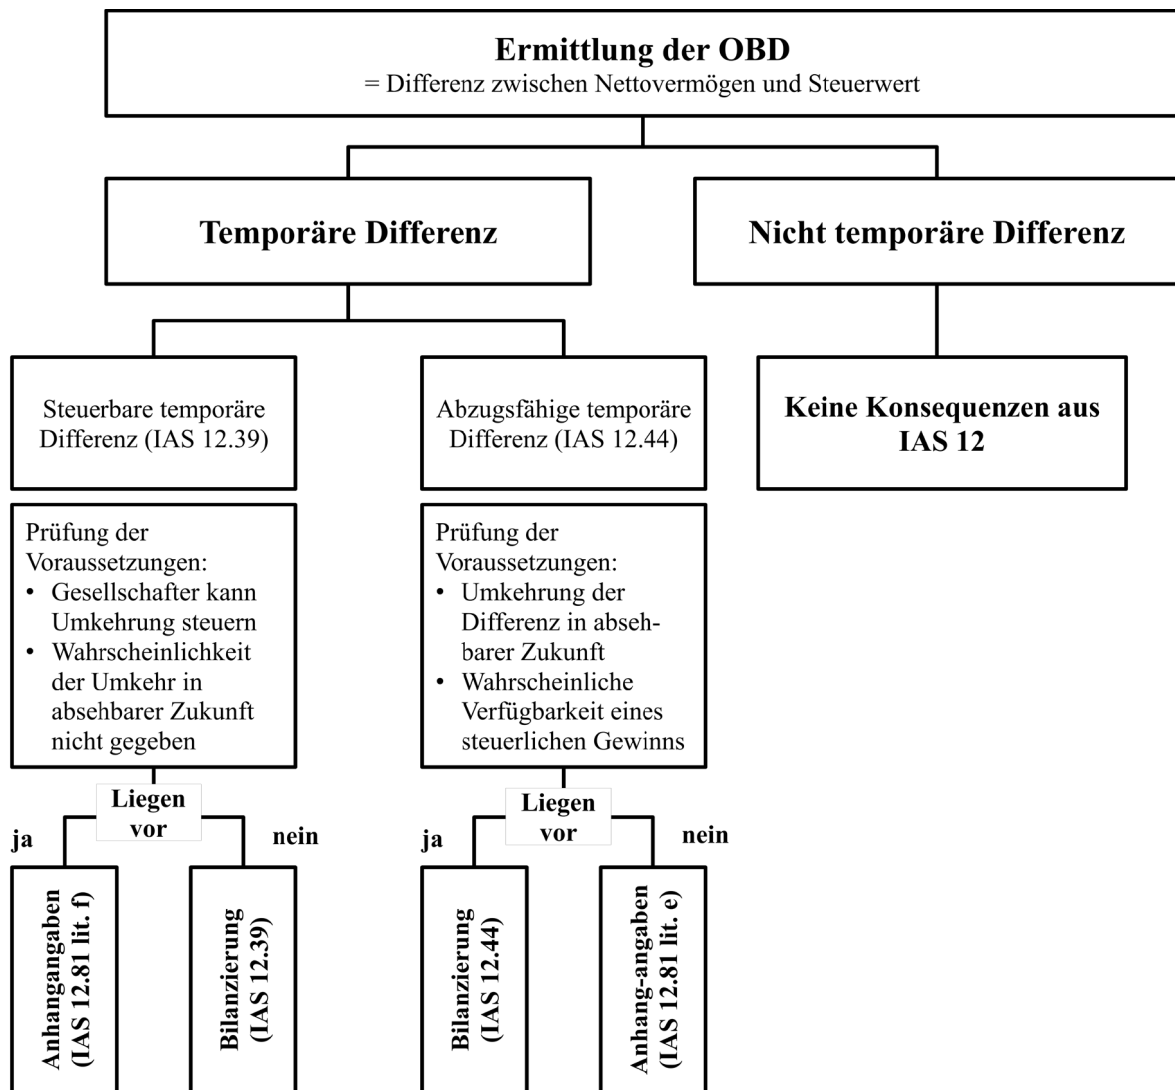 Ermittlung der OBD
= Differenz zwischen Nettovermögen und Steuerwert
Temporäre Differenz
Nicht temporäre Differenz
Steuerbare temporäre
Differenz (IAS 12.39)
Abzugsfähige temporäre
Differenz (IAS 12.44)
Keine Konsequenzen aus
IAS 12
Prüfung der
Voraussetzungen:
• Gesellschafter kann
Umkehrung steuern
• Wahrscheinlichkeit
der Umkehr in
absehbarer Zukunft
nicht gegeben
Prüfung der
Voraussetzungen:
• Umkehrung der
Differenz in abseh-
barer Zukunft
• Wahrscheinliche
Verfügbarkeit eines
steuerlichen Gewinns
Liegen
vor
ja
nein
Liegen
vor
ja
nein
Anhangangaben
(IAS 12.81 lit. f)
Bilanzierung
(IAS 12.39)
Bilanzierung
(IAS 12.44)
Anhang-angaben
(IAS 12.81 lit. e)